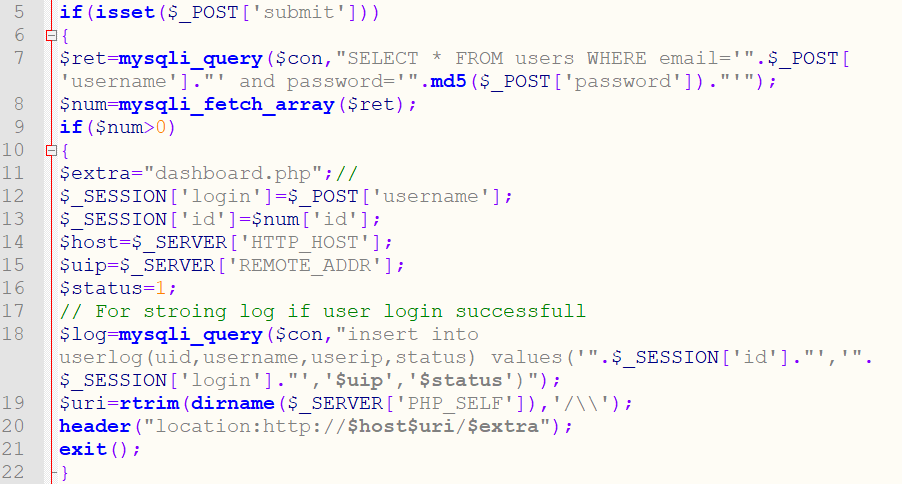 5 if(isset($_POST['submit']))
6 {
7 $ret=mysqli_query($con,"SELECT * FROM users WHERE email='".$_POST[
'username']."' and password='".md5($_POST['password'])."'");
8 $num=mysqli_fetch_array($ret);
9 if($num>0)
10 {
11 $extra="dashboard.php";//
12 $_SESSION['login']=$_POST['username'];
13 $_SESSION['id']=$num['id'];
14 $host=$_SERVER['HTTP_HOST'];
15 $uip=$_SERVER['REMOTE_ADDR'];
16 $status=1;
17 // For stroing log if user login successfull
18 $log=mysqli_query($con,"insert into
userlog(uid,username,userip,status) values('".$_SESSION['id']."','".
$_SESSION['login']."','$uip','$status')");
19 $uri=rtrim(dirname($_SERVER['PHP_SELF']),'/\\');
20 header("location:http://$host$uri/$extra");
21 exit();
22 }